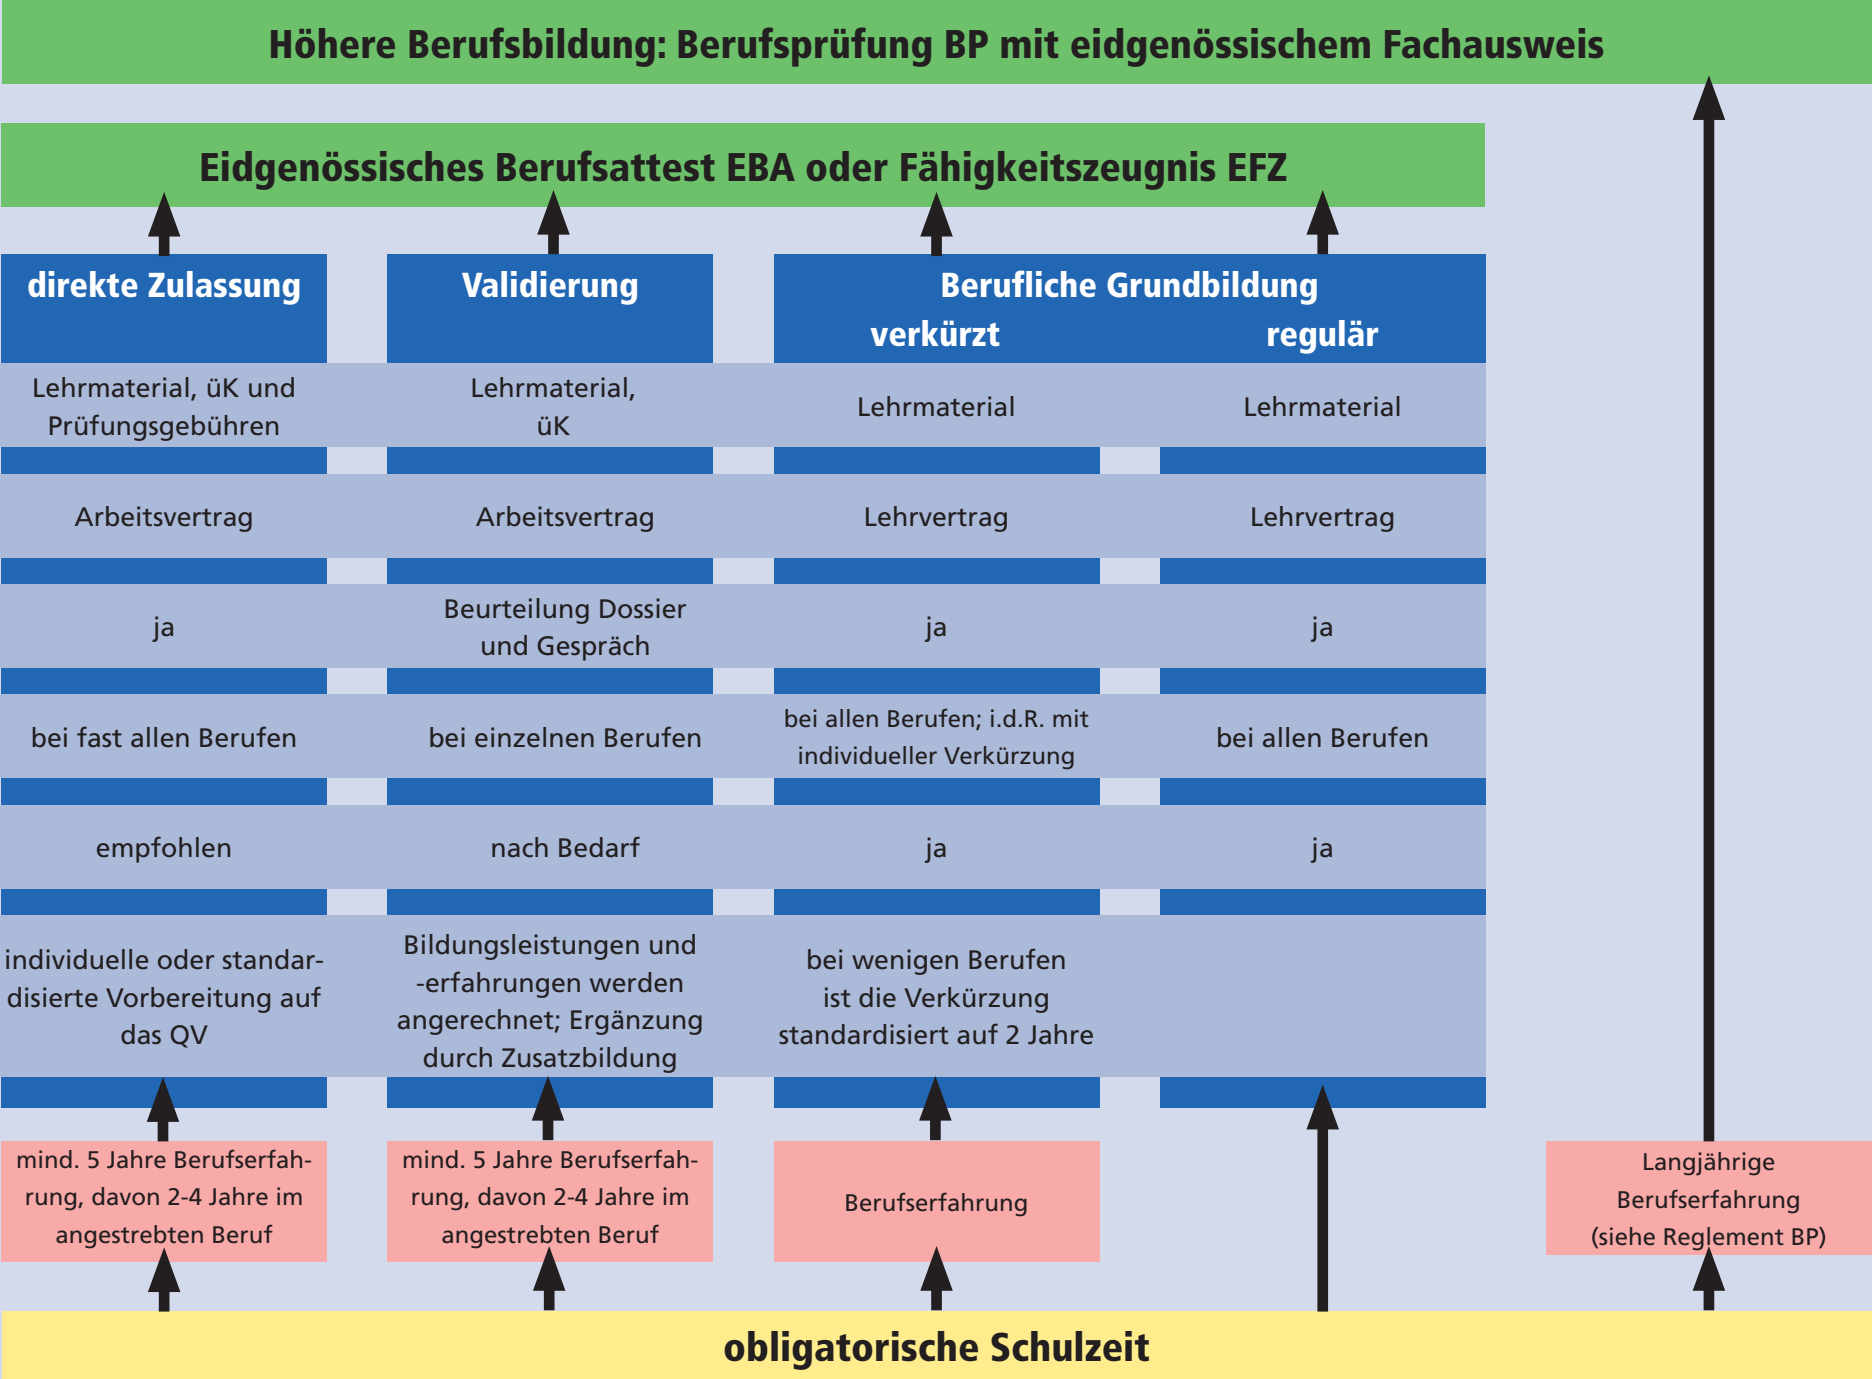 Höhere Berufsbildung: Berufsprüfung BP mit eidgenössischem Fachausweis
Eidgenössisches Berufsattest EBA oder Fähigkeitszeugnis EFZ
direkte Zulassung
Validierung
Berufliche Grundbildung
verkürzt
regulär
Lehrmaterial, üK und
Prüfungsgebühren
Lehrmaterial,
üK
Lehrmaterial
Lehrmaterial
Arbeitsvertrag
Arbeitsvertrag
Lehrvertrag
Lehrvertrag
ja
Beurteilung Dossier
und Gespräch
ja
ja
bei fast allen Berufen
bei einzelnen Berufen
bei allen Berufen; i.d.R. mit
individueller Verkürzung
bei allen Berufen
empfohlen
nach Bedarf
ja
ja
individuelle oder standar-
disierte Vorbereitung auf
das QV
Bildungsleistungen und
-erfahrungen werden
angerechnet; Ergänzung
durch Zusatzbildung
bei wenigen Berufen
ist die Verkürzung
standardisiert auf 2 Jahre
mind. 5 Jahre Berufserfah-
rung, davon 2-4 Jahre im
angestrebten Beruf
mind. 5 Jahre Berufserfah-
rung, davon 2-4 Jahre im
angestrebten Beruf
Berufserfahrung
Langjährige
Berufserfahrung
(siehe Reglement BP)
obligatorische Schulzeit